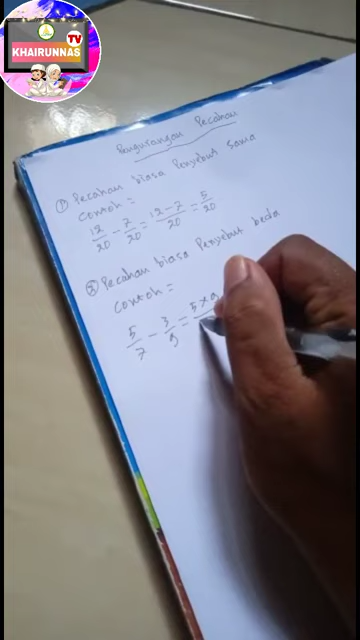 KHAIRUNNAS TV
Pengurangan Pecahan
① Pecahan biasa Penyebut sama
Contoh =
12/20 - 7/20 = 12-7/20 = 5/20
② Pecahan biasa Penyebut beda
Contoh =
5/7 - 3/9 = 5×9